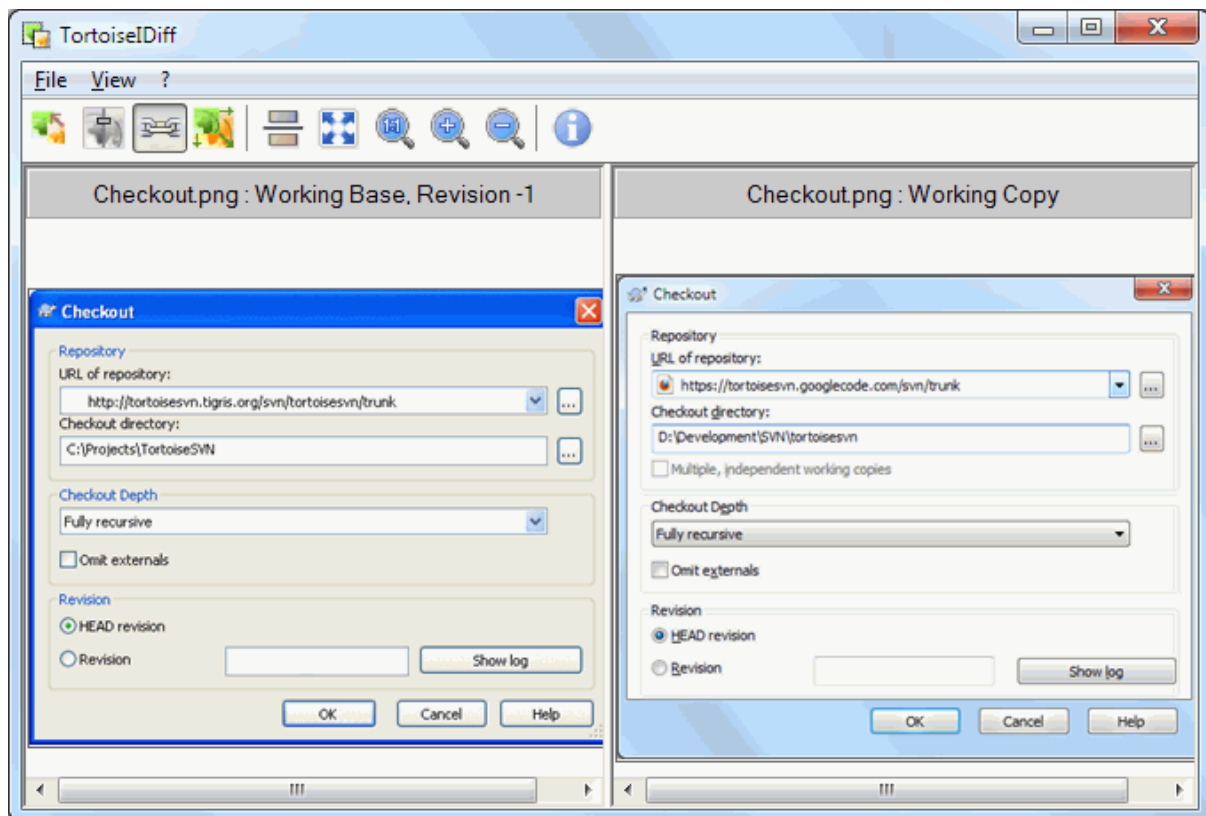 TortoiseIDiff
File View ?
1:1
Checkout.png : Working Base, Revision -1
Checkout
Repository
URL of repository:
http://tortoisesvn.tigris.org/svn/tortoisesvn/trunk
...
Checkout directory:
C:\Projects\TortoiseSVN
...
Checkout Depth
Fully recursive
Omit externals
Revision
HEAD revision
Revision
Show log
OK Cancel Help
Checkout.png : Working Copy
Checkout
Repository
URL of repository:
https://tortoisesvn.googlecode.com/svn/trunk
...
Checkout directory:
D:\Development\SVN\tortoisesvn
...
Multiple, independent working copies
Checkout Depth
Fully recursive
Omit externals
Revision
HEAD revision
Revision
Show log
OK Cancel Help